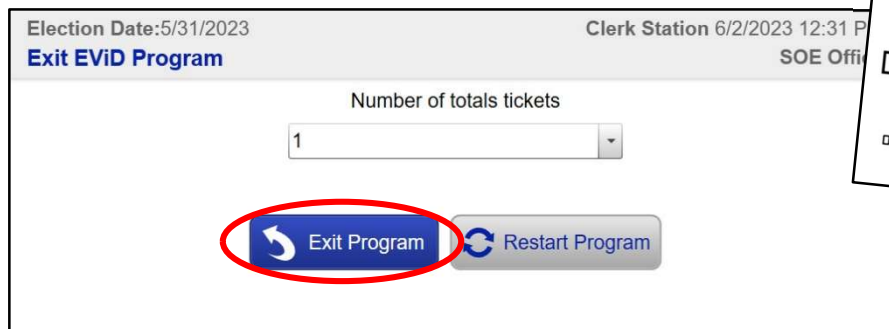 Election Date:5/31/2023
Clerk Station 6/2/2023 12:31
Exit EViD Program
SOE
Number of totals tickets
1
Exit Program
Restart Program